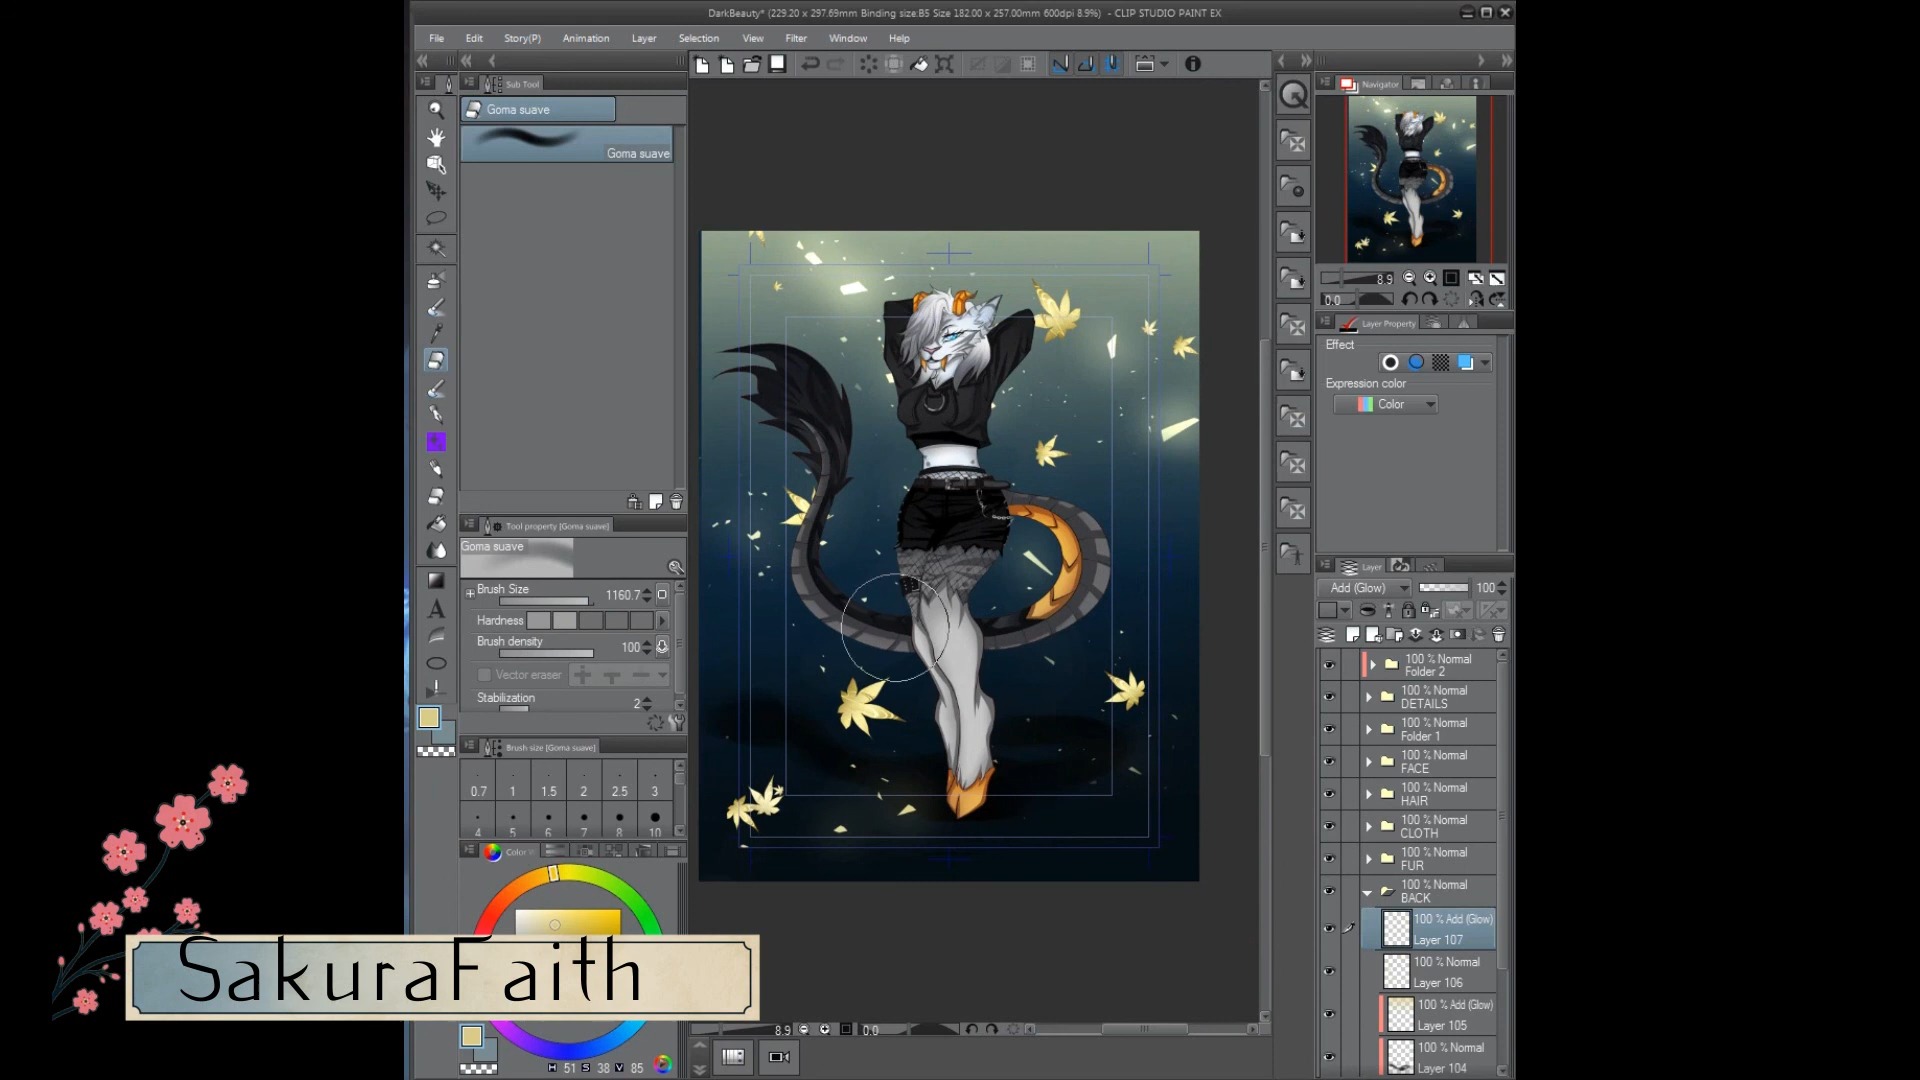 DarkBeauty* (229.20 x 297.69mm Binding size:B5 Size 182.00 x 257.00mm 600dpi 8.9%) - CLIP STUDIO PAINT EX
File Edit Story(P) Animation Layer Selection View Filter Window Help
Sub Tool
Goma suave
Goma suave
Tool property [Goma suave]
Goma suave
Brush Size 1160.7
Hardness
Brush density 100
Vector eraser
Stabilization 2
Brush size [Goma suave]
0.7 1 1.5 2 2.5 3
4 5 6 7 8 10
Color
H 51 S 38 V 85
8.9 0.0
Navigator
8.9
0.0
Layer Property
Effect
Expression color
Color
Layer
Add (Glow) 100
100 % Normal
Folder 2
100 % Normal
DETAILS
100 % Normal
Folder 1
100 % Normal
FACE
100 % Normal
HAIR
100 % Normal
CLOTH
100 % Normal
FUR
100 % Normal
BACK
100 % Add (Glow)
Layer 107
100 % Normal
Layer 106
100 % Add (Glow)
Layer 105
100 % Normal
Layer 104
SakuraFaith